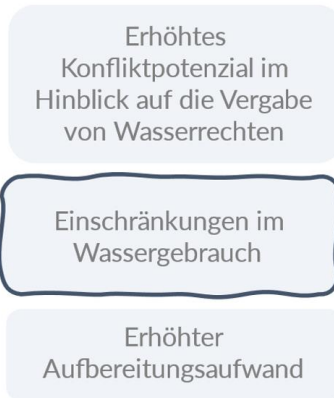 Erhöhtes
Konfliktpotenzial im
Hinblick auf die Vergabe
von Wasserrechten
Einschränkungen im
Wassergebrauch
Erhöhter
Aufbereitungsaufwand